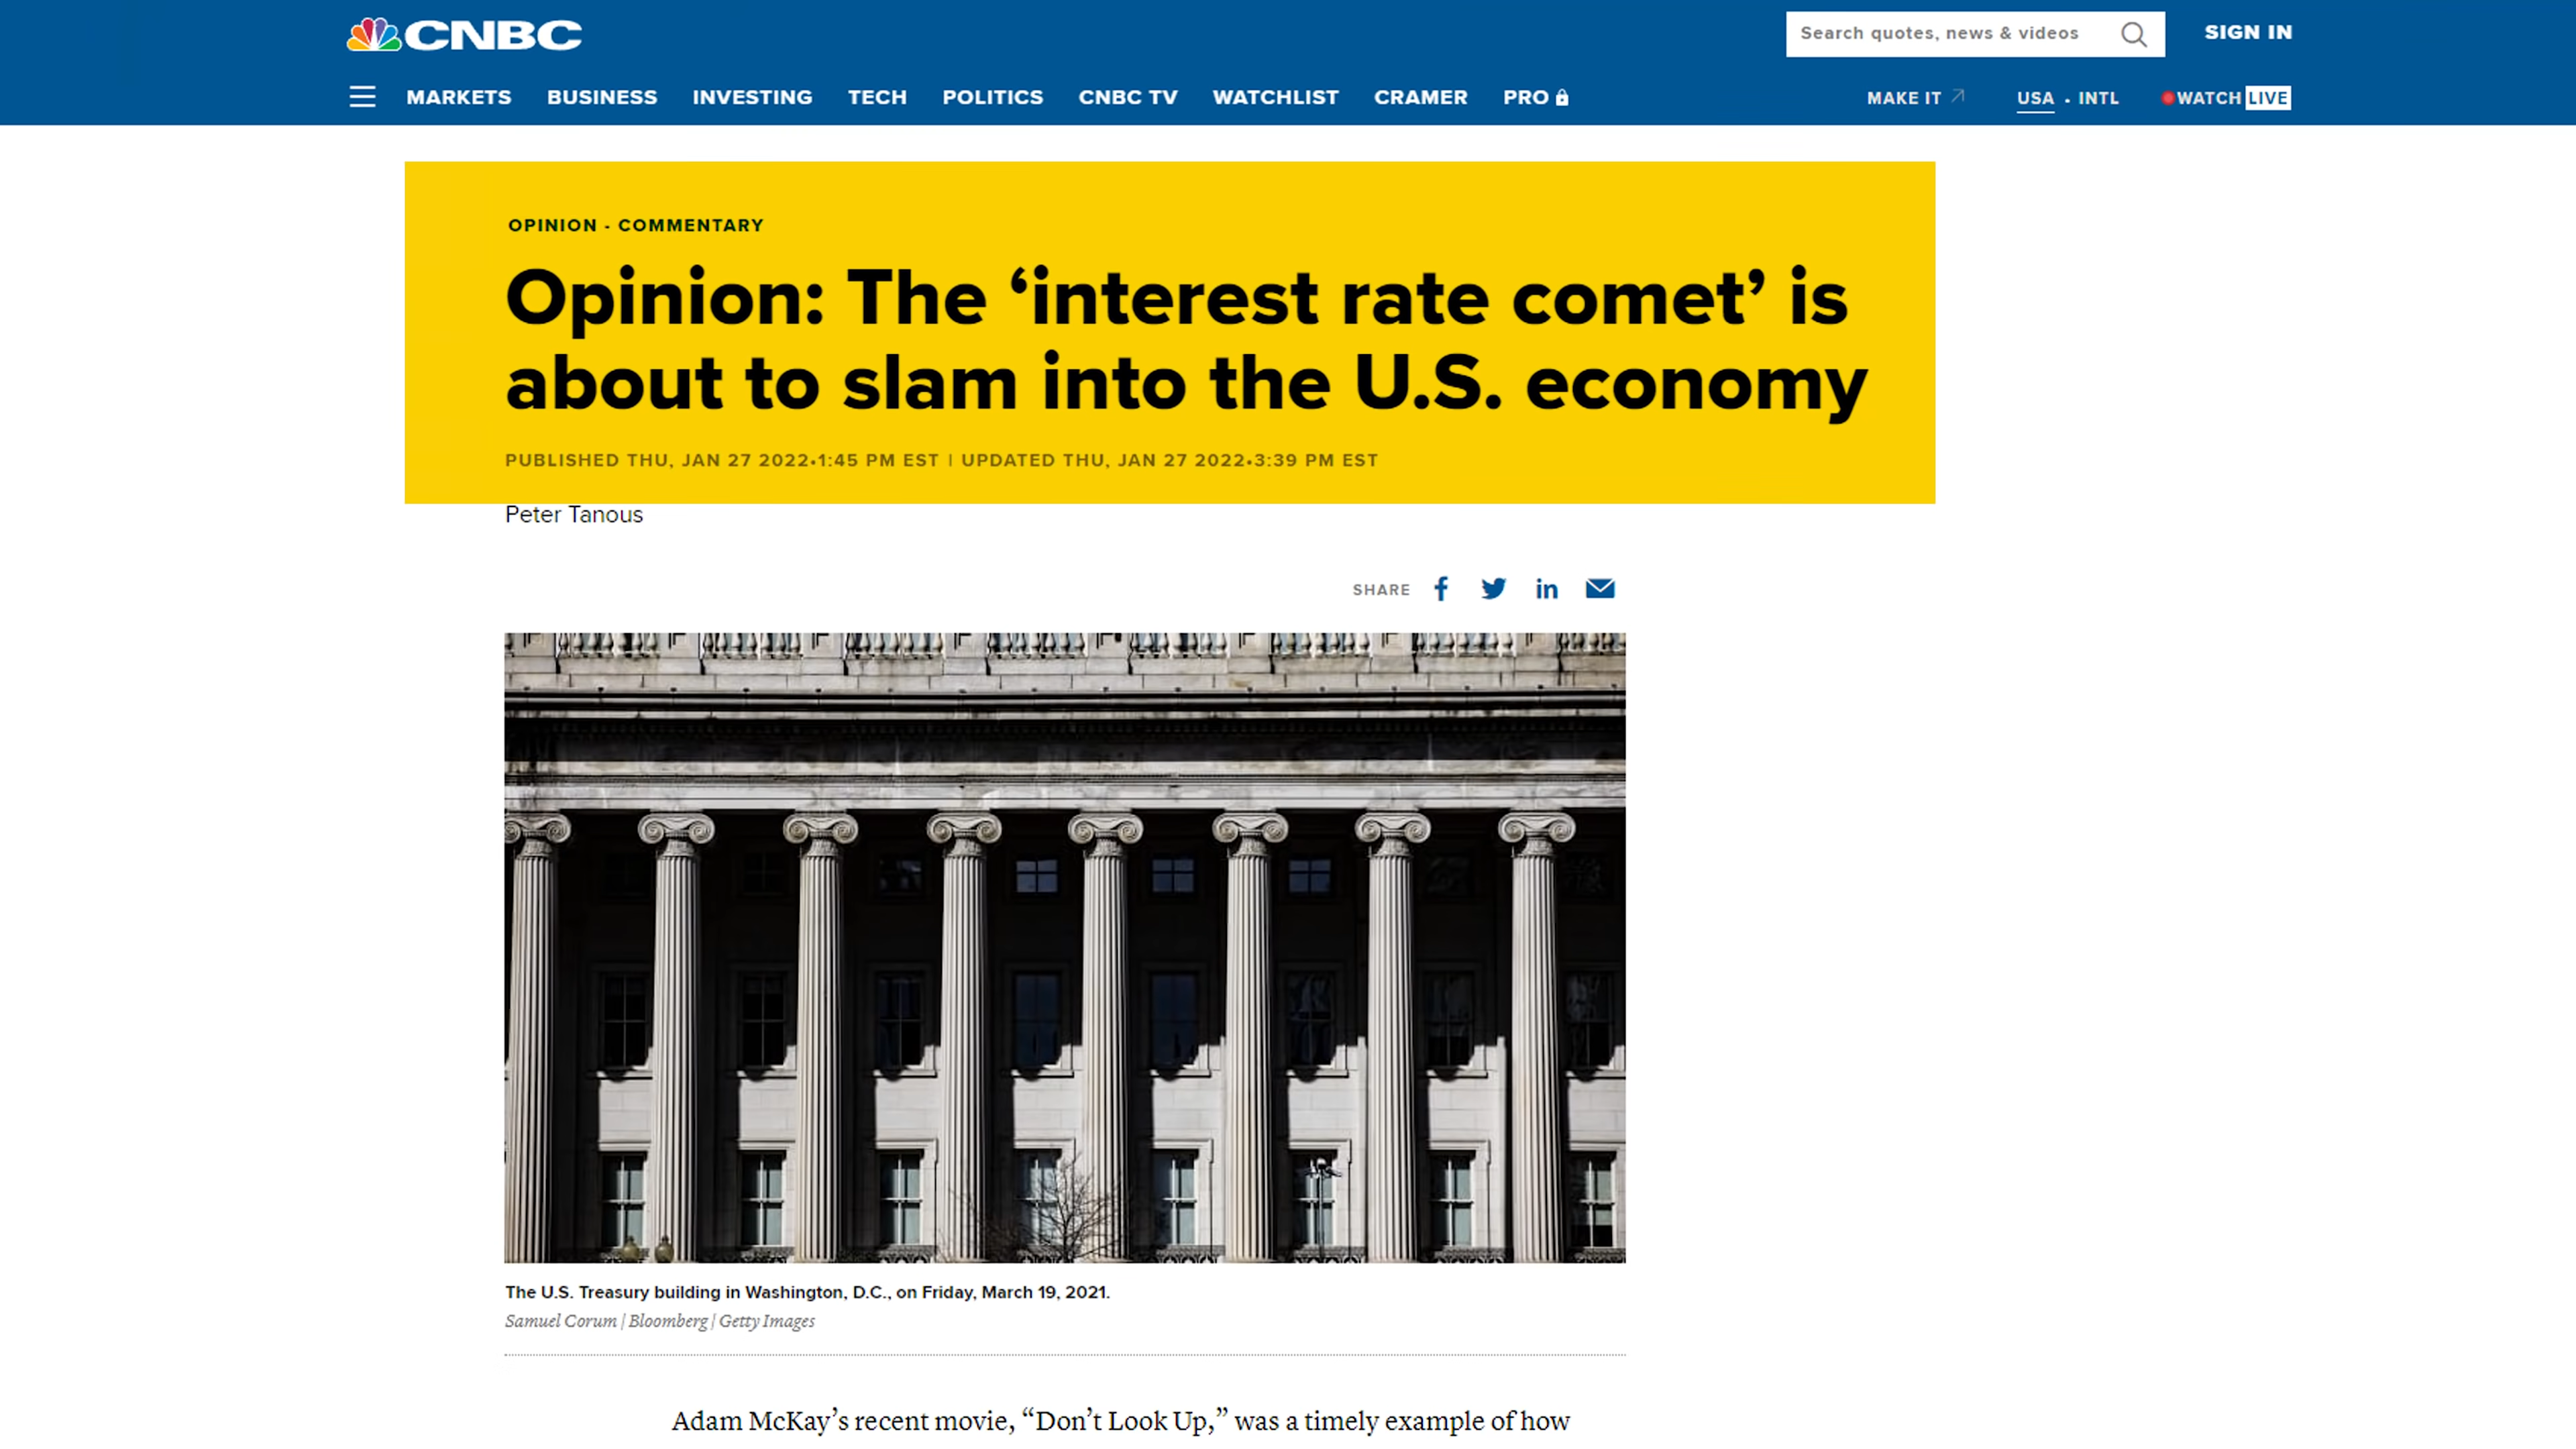 CNBC
Search quotes, news & videos
SIGN IN
MARKETS BUSINESS INVESTING TECH POLITICS CNBC TV WATCHLIST CRAMER PRO
MAKE IT USA • INTL WATCH LIVE
OPINION - COMMENTARY
Opinion: The ‘interest rate comet’ is
about to slam into the U.S. economy
PUBLISHED THU, JAN 27 2022•1:45 PM EST | UPDATED THU, JAN 27 2022•3:39 PM EST
Peter Tanous
SHARE
The U.S. Treasury building in Washington, D.C., on Friday, March 19, 2021.
Samuel Corum | Bloomberg | Getty Images
Adam McKay’s recent movie, “Don’t Look Up,” was a timely example of how